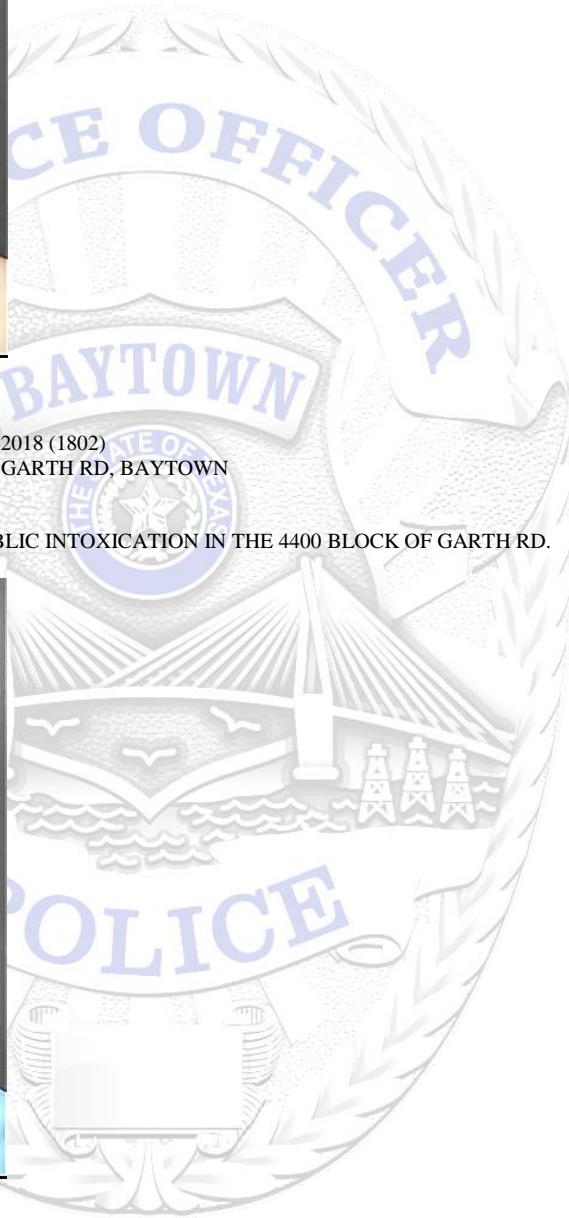 CE OFFICER
BAYTOWN
2018 (1802)
GARTH RD, BAYTOWN
THE STATE OF TEXAS
BLIC INTOXICATION IN THE 4400 BLOCK OF GARTH RD.
POLICE